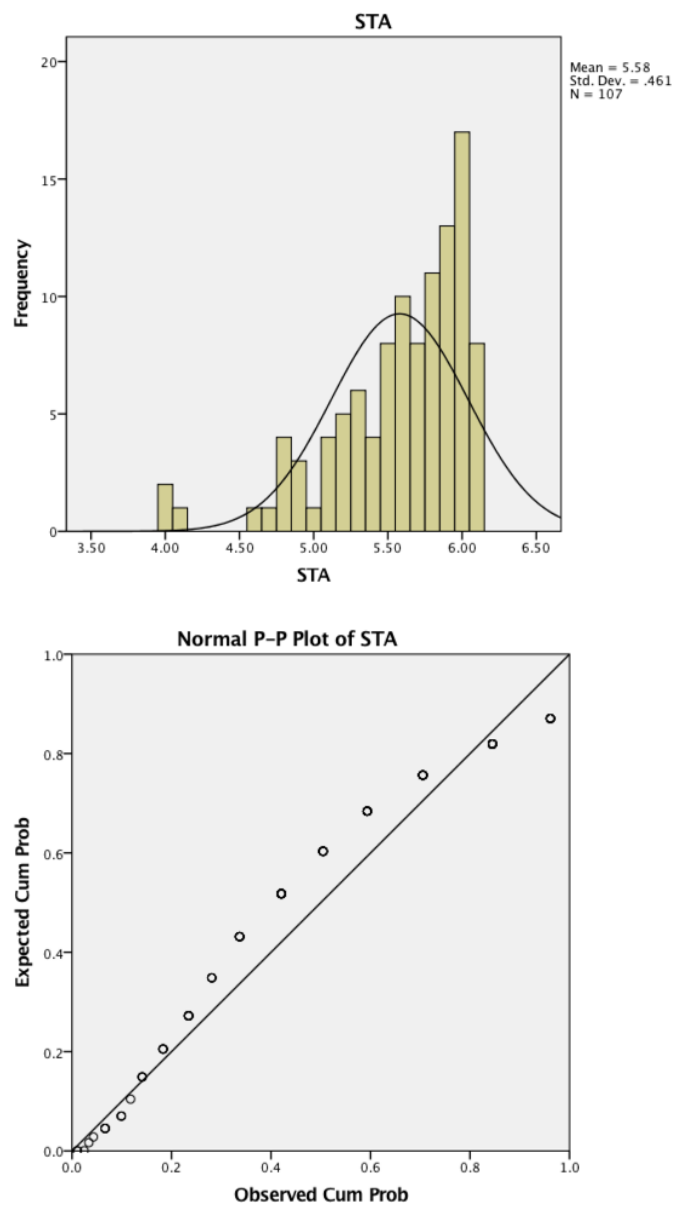 STA
Mean = 5.58
Std. Dev. = .461
N = 107
20
15
10
5
0
Frequency
3.50 4.00 4.50 5.00 5.50 6.00 6.50
STA
Normal P-P Plot of STA
1.0
0.8
0.6
0.4
0.2
0.0
Expected Cum Prob
0.0 0.2 0.4 0.6 0.8 1.0
Observed Cum Prob